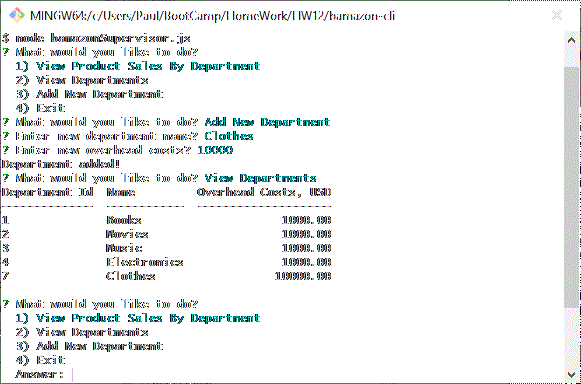 MINGW64:/c/Users/Paul/BootCamp/HomeWork/HW12/bamazon-cli
$ node bamazonSupervisor.js
? What would you like to do?
1) View Product Sales By Department
2) View Departments
3) Add New Department
4) Exit
? What would you like to do? Add New Department
? Enter new department name? Clothes
? Enter new overhead costs? 10000
Department added!
? What would you like to do? View Departments
Department Id Name Overhead Costs, USD
1 Books 1000.00
2 Movies 1000.00
3 Music 1000.00
4 Electronics 1000.00
7 Clothes 10000.00
? What would you like to do?
1) View Product Sales By Department
2) View Departments
3) Add New Department
4) Exit
Answer: